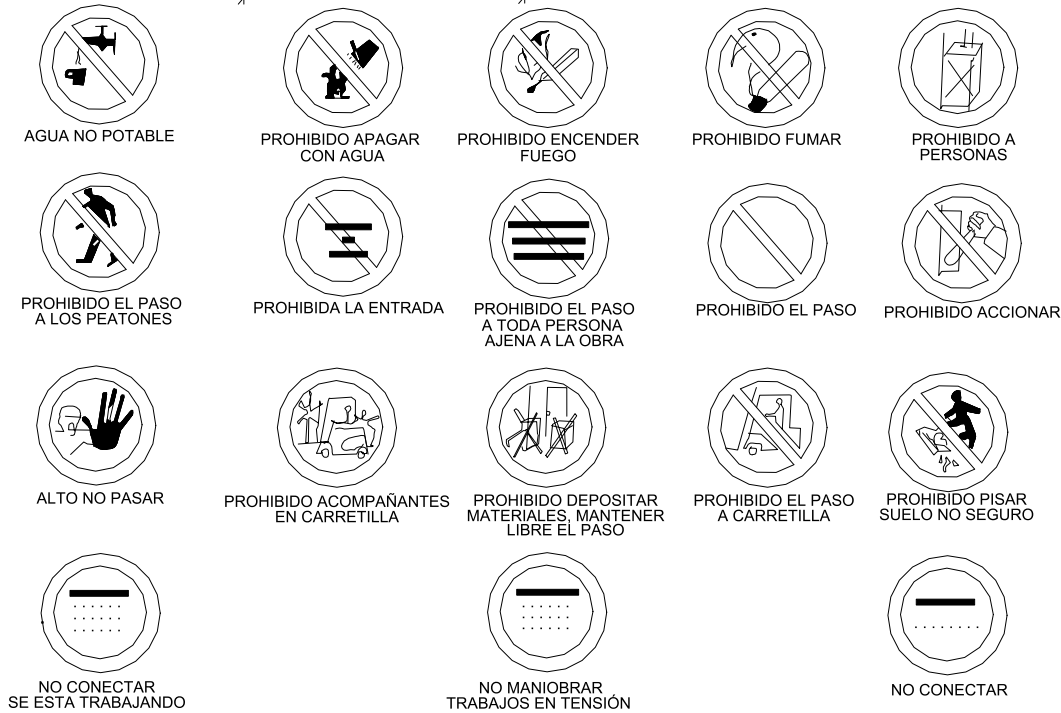 AGUA NO POTABLE
PROHIBIDO APAGAR
CON AGUA
PROHIBIDO ENCENDER
FUEGO
PROHIBIDO FUMAR
PROHIBIDO A
PERSONAS
PROHIBIDO EL PASO
A LOS PEATONES
PROHIBIDA LA ENTRADA
PROHIBIDO EL PASO
A TODA PERSONA
AJENA A LA OBRA
PROHIBIDO EL PASO
PROHIBIDO ACCIONAR
ALTO NO PASAR
PROHIBIDO ACOMPAÑANTES
EN CARRETILLA
PROHIBIDO DEPOSITAR
MATERIALES, MANTENER
LIBRE EL PASO
PROHIBIDO EL PASO
A CARRETILLA
PROHIBIDO PISAR
SUELO NO SEGURO
NO CONECTAR
SE ESTA TRABAJANDO
NO MANIOBRAR
TRABAJOS EN TENSIÓN
NO CONECTAR